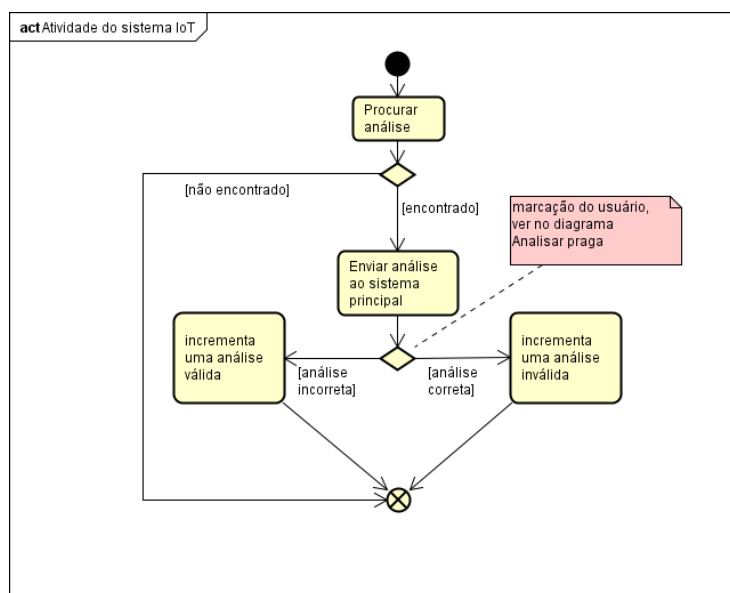 act Atividade do sistema IoT
Procurar
análise
[não encontrado]
[encontrado]
marcação do usuário,
ver no diagrama
Analisar praga
Enviar análise
ao sistema
principal
incrementa
uma análise
válida
[análise
incorreta]
[análise
correta]
incrementa
uma análise
inválida